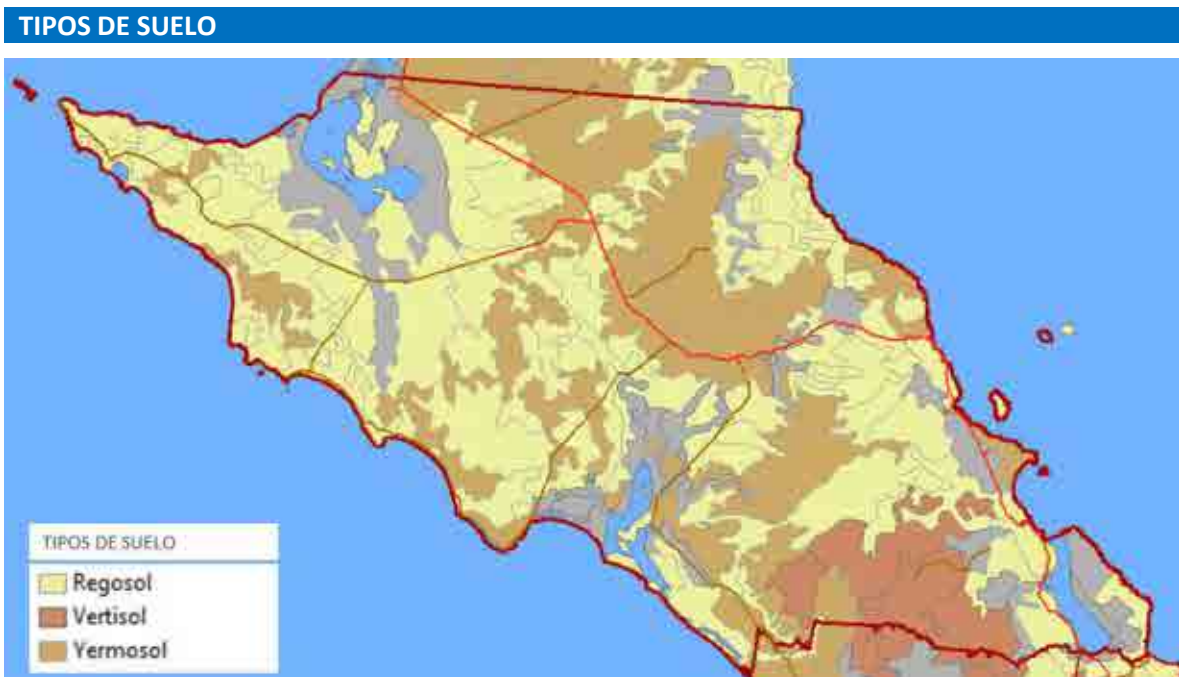 TIPOS DE SUELO
TIPOS DE SUELO
Regosol
Vertisol
Yermosol